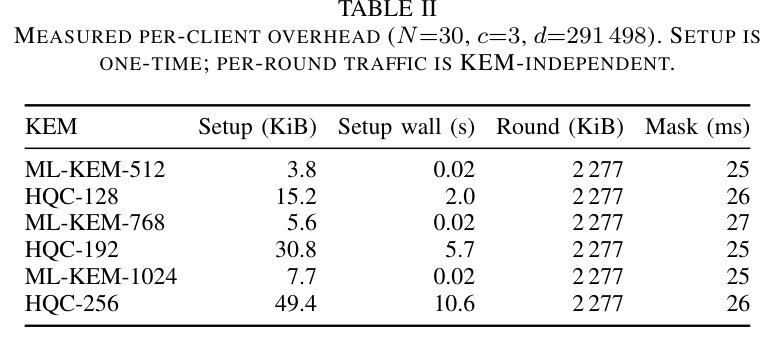 TABLE II
MEASURED PER-CLIENT OVERHEAD (N=30, c=3, d=291 498). SETUP IS
ONE-TIME; PER-ROUND TRAFFIC IS KEM-INDEPENDENT.
KEM Setup (KiB) Setup wall (s) Round (KiB) Mask (ms)
ML-KEM-512 3.8 0.02 2 277 25
HQC-128 15.2 2.0 2 277 26
ML-KEM-768 5.6 0.02 2 277 27
HQC-192 30.8 5.7 2 277 25
ML-KEM-1024 7.7 0.02 2 277 25
HQC-256 49.4 10.6 2 277 26